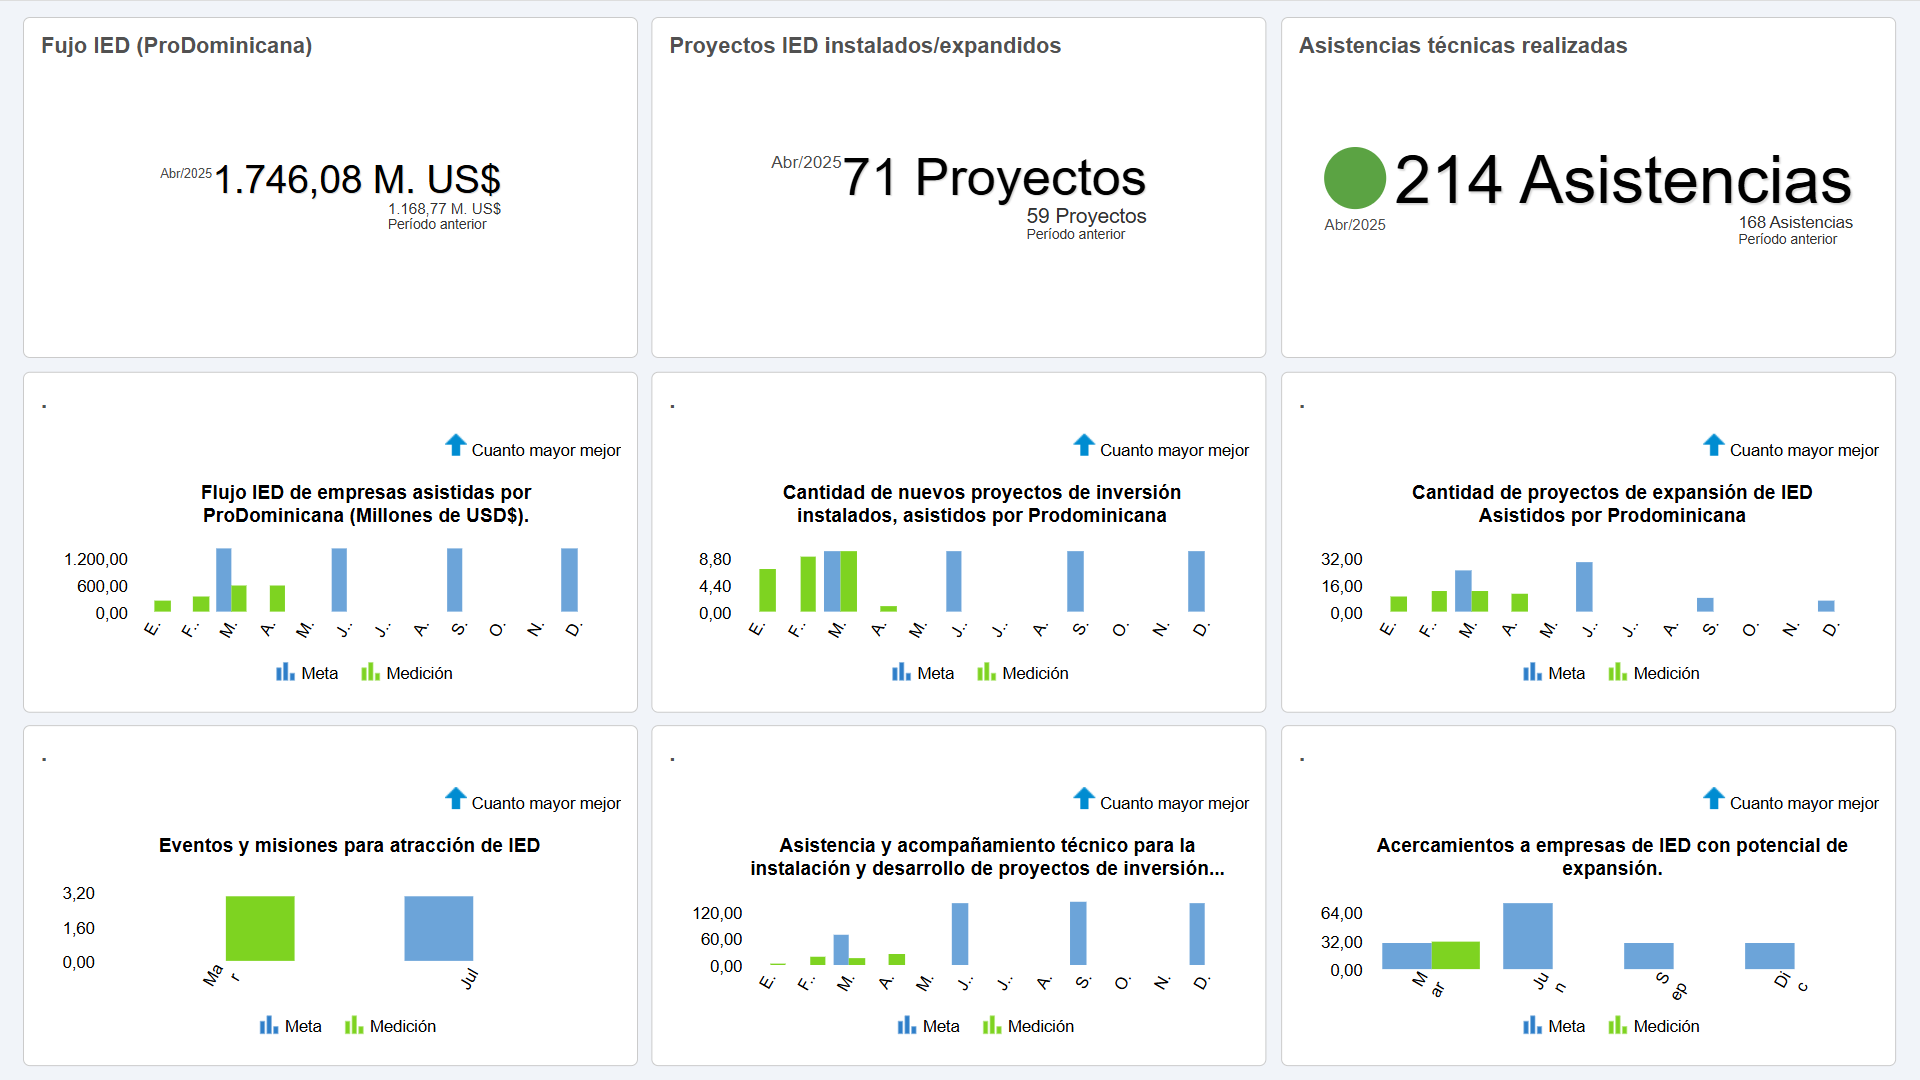 Fujo IED (ProDominicana)
Abr/2025 1.746,08 M. US$
1.168,77 M. US$
Período anterior
Proyectos IED instalados/expandidos
Abr/2025 71 Proyectos
59 Proyectos
Período anterior
Asistencias técnicas realizadas
214 Asistencias
Abr/2025
168 Asistencias
Período anterior
.
Cuanto mayor mejor
Flujo IED de empresas asistidas por
ProDominicana (Millones de USD$).
1.200,00
600,00
0,00
E. F.. M. A. M. J.. J.. A. S. O. N. D.
Meta Medición
.
Cuanto mayor mejor
Cantidad de nuevos proyectos de inversión
instalados, asistidos por Prodominicana
8,80
4,40
0,00
E. F.. M. A. M. J.. J.. A. S. O. N. D.
Meta Medición
.
Cuanto mayor mejor
Cantidad de proyectos de expansión de IED
Asistidos por Prodominicana
32,00
16,00
0,00
E. F.. M. A. M. J.. J.. A. S. O. N. D.
Meta Medición
.
Cuanto mayor mejor
Eventos y misiones para atracción de IED
3,20
1,60
0,00
Ma
r
Jul
Meta Medición
.
Cuanto mayor mejor
Asistencia y acompañamiento técnico para la
instalación y desarrollo de proyectos de inversión...
120,00
60,00
0,00
E. F.. M. A. M. J.. J.. A. S. O. N. D.
Meta Medición
.
Cuanto mayor mejor
Acercamientos a empresas de IED con potencial de
expansión.
64,00
32,00
0,00
M
ar
Ju
n
S
ep
Di
c
Meta Medición